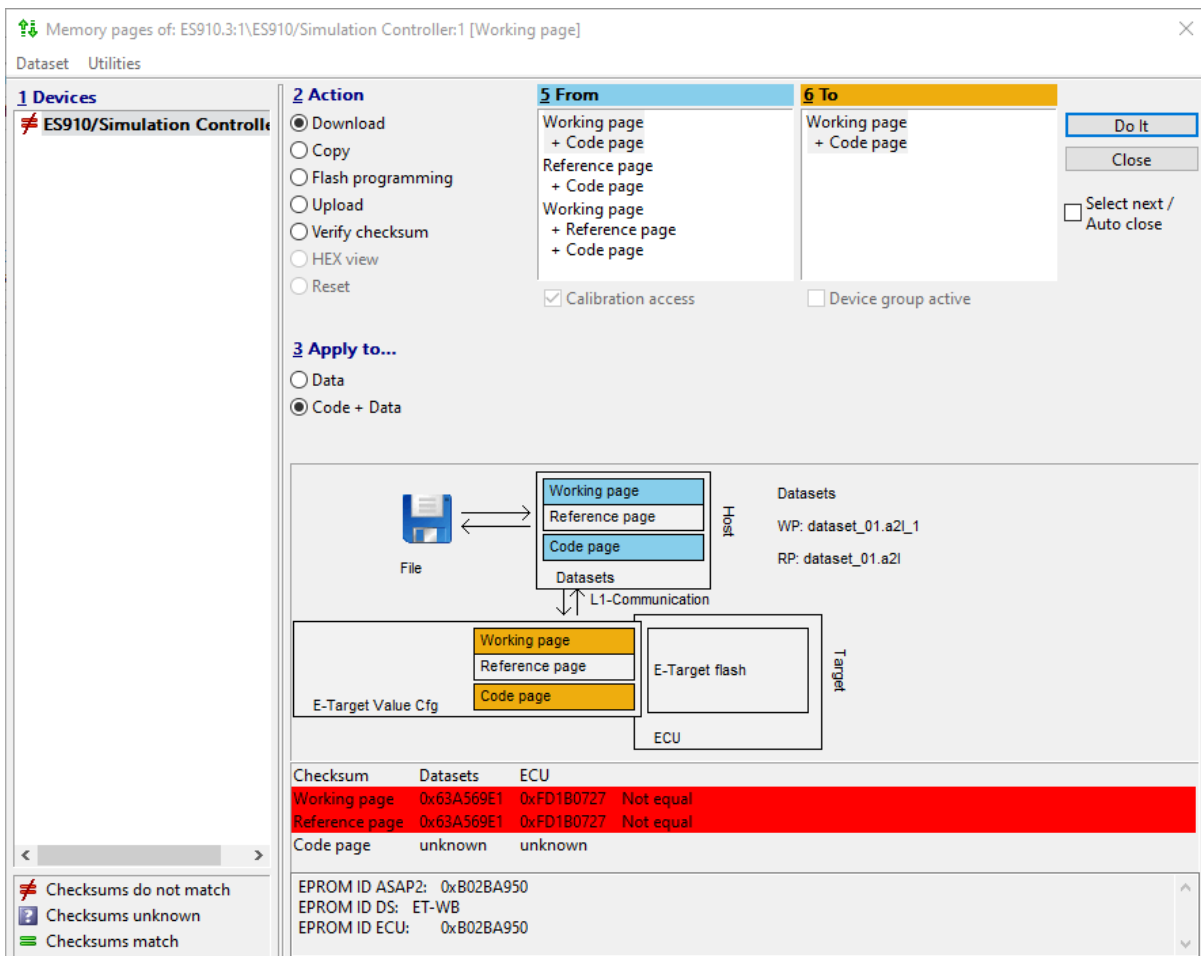 Memory pages of: ES910.3:1\ES910/Simulation Controller:1 [Working page]
Dataset Utilities
1 Devices
ES910/Simulation Controlle
2 Action
Download
Copy
Flash programming
Upload
Verify checksum
HEX view
Reset
5 From
Working page
+ Code page
Reference page
+ Code page
Working page
+ Reference page
+ Code page
Calibration access
6 To
Working page
+ Code page
Device group active
Do It
Close
Select next /
Auto close
3 Apply to...
Data
Code + Data
File
Working page
Reference page
Code page
Datasets
Host
Datasets
WP: dataset_01.a2l_1
RP: dataset_01.a2l
L1-Communication
Working page
Reference page
Code page
E-Target Value Cfg
E-Target flash
ECU
Target
Checksum Datasets ECU
Working page 0x63A569E1 0xFD1B0727 Not equal
Reference page 0x63A569E1 0xFD1B0727 Not equal
Code page unknown unknown
Checksums do not match
Checksums unknown
Checksums match
EPROM ID ASAP2: 0xB02BA950
EPROM ID DS: ET-WB
EPROM ID ECU: 0xB02BA950